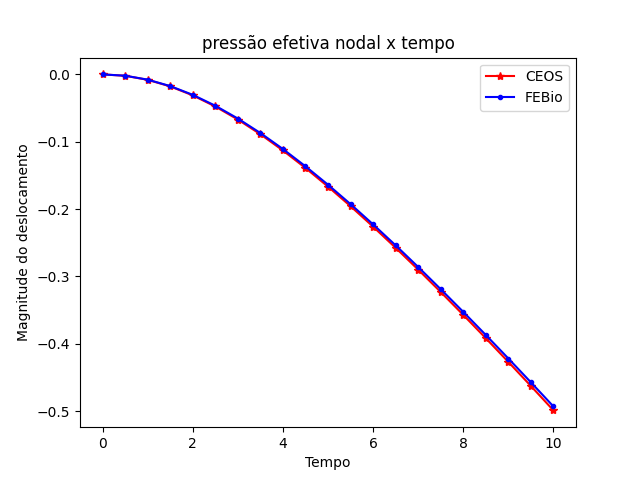 pressão efetiva nodal x tempo
CEOS
FEBio
Magnitude do deslocamento
0.0
−0.1
−0.2
−0.3
−0.4
−0.5
0
2
4
6
8
10
Tempo